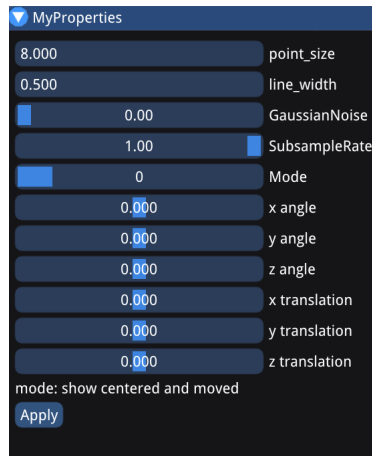 MyProperties
8.000 point_size
0.500 line_width
0.00 GaussianNoise
1.00 SubsampleRate
0 Mode
0.000 x angle
0.000 y angle
0.000 z angle
0.000 x translation
0.000 y translation
0.000 z translation
mode: show centered and moved
Apply